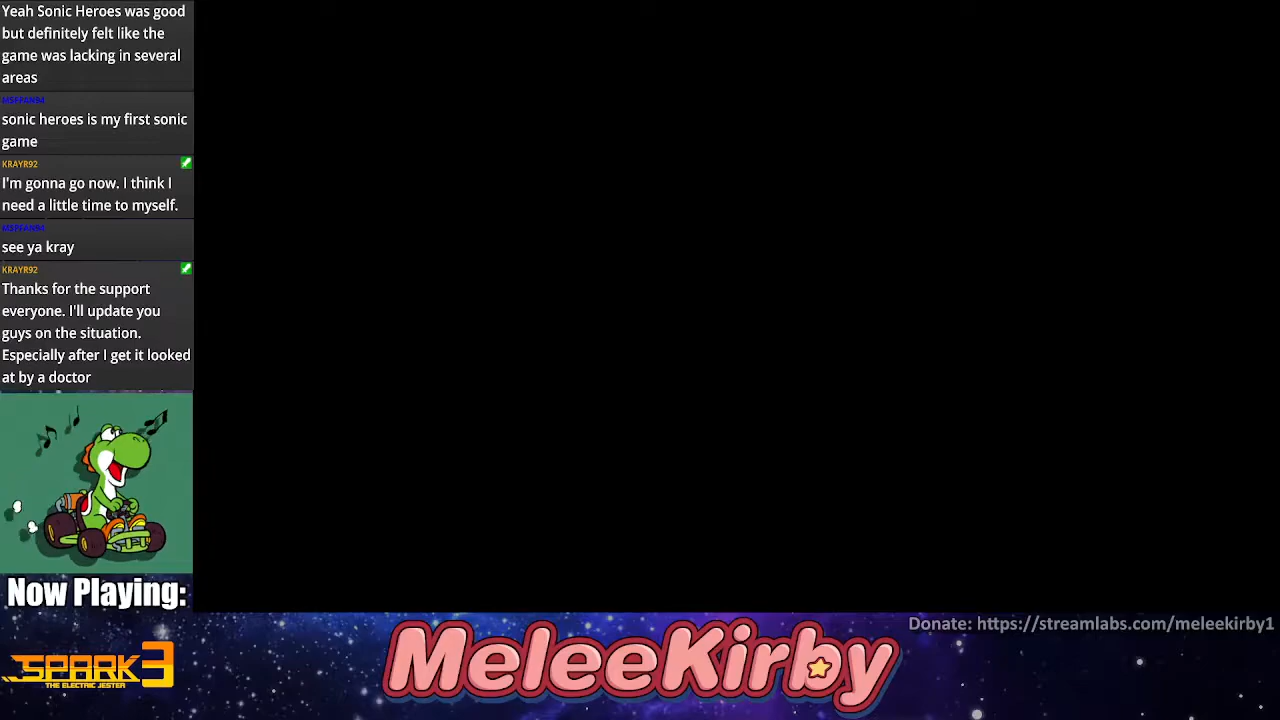 Yeah Sonic Heroes was good
but definitely felt like the
game was lacking in several
areas
MSPFAN94
sonic heroes is my first sonic
game
KRAYR92
I'm gonna go now. I think I
need a little time to myself.
MSPFAN94
see ya kray
KRAYR92
Thanks for the support
everyone. I'll update you
guys on the situation.
Especially after I get it looked
at by a doctor
Now Playing:
SPARK 3
THE ELECTRIC JESTER
MeleeKirby
Donate: https://streamlabs.com/meleekirby1